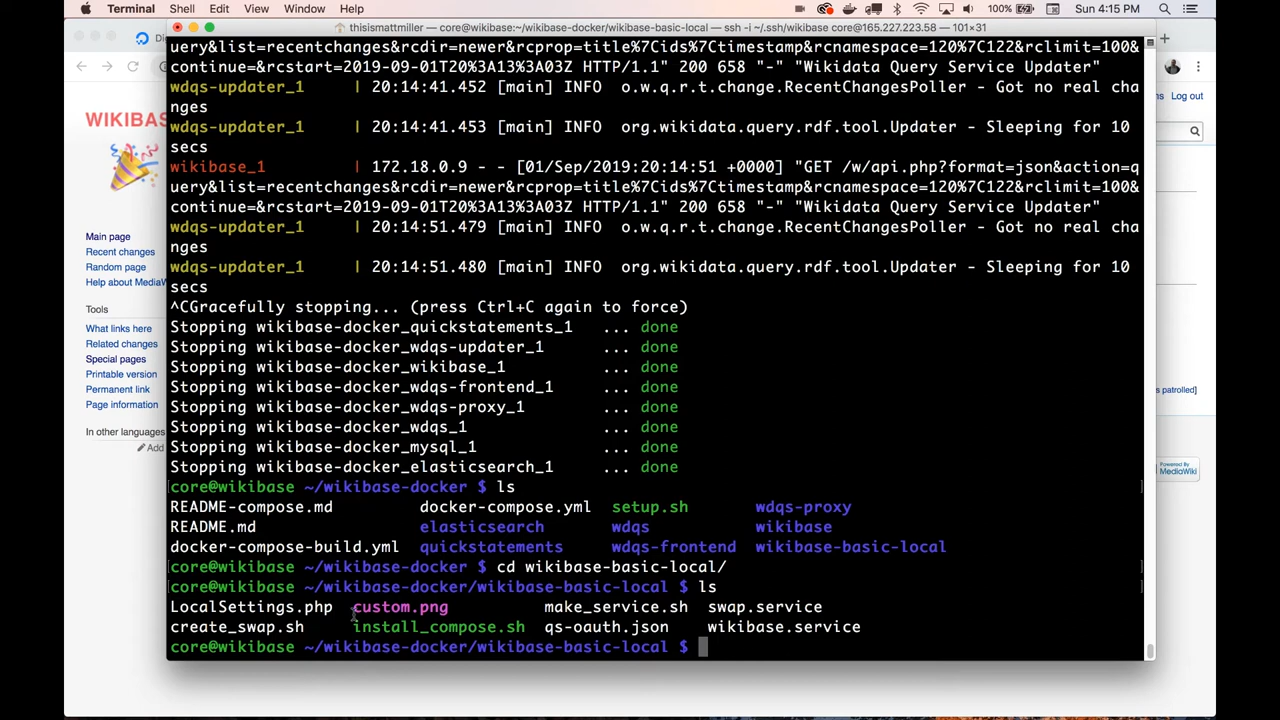 Terminal Shell Edit View Window Help 100% Sun 4:15 PM
thisismattmiller — core@wikibase:~/wikibase-docker/wikibase-basic-local — ssh -i ~/.ssh/wikibase core@165.227.223.58 — 101×31
Di
Log out
WIKIBAS
Main page
Recent changes
Random page
Help about MediaW
Tools
What links here
Related changes
Special pages
Printable version
Permanent link
Page information
In other languages
Add
s patrolled]
Powered By
MediaWiki
uery&list=recentchanges&rcdir=newer&rcprop=title%7Cids%7Ctimestamp&rcnamespace=120%7C122&rclimit=100&
continue=&rcstart=2019-09-01T20%3A13%3A03Z HTTP/1.1" 200 658 "-" "Wikidata Query Service Updater"
wdqs-updater_1 | 20:14:41.452 [main] INFO o.w.q.r.t.change.RecentChangesPoller - Got no real cha
nges
wdqs-updater_1 | 20:14:41.453 [main] INFO org.wikidata.query.rdf.tool.Updater - Sleeping for 10
secs
wikibase_1 | 172.18.0.9 - - [01/Sep/2019:20:14:51 +0000] "GET /w/api.php?format=json&action=q
uery&list=recentchanges&rcdir=newer&rcprop=title%7Cids%7Ctimestamp&rcnamespace=120%7C122&rclimit=100&
continue=&rcstart=2019-09-01T20%3A13%3A03Z HTTP/1.1" 200 658 "-" "Wikidata Query Service Updater"
wdqs-updater_1 | 20:14:51.479 [main] INFO o.w.q.r.t.change.RecentChangesPoller - Got no real cha
nges
wdqs-updater_1 | 20:14:51.480 [main] INFO org.wikidata.query.rdf.tool.Updater - Sleeping for 10
secs
^CGracefully stopping... (press Ctrl+C again to force)
Stopping wikibase-docker_quickstatements_1 ... done
Stopping wikibase-docker_wdqs-updater_1 ... done
Stopping wikibase-docker_wikibase_1 ... done
Stopping wikibase-docker_wdqs-frontend_1 ... done
Stopping wikibase-docker_wdqs-proxy_1 ... done
Stopping wikibase-docker_wdqs_1 ... done
Stopping wikibase-docker_mysql_1 ... done
Stopping wikibase-docker_elasticsearch_1 ... done
core@wikibase ~/wikibase-docker $ ls
README-compose.md docker-compose.yml setup.sh wdqs-proxy
README.md elasticsearch wdqs wikibase
docker-compose-build.yml quickstatements wdqs-frontend wikibase-basic-local
core@wikibase ~/wikibase-docker $ cd wikibase-basic-local/
core@wikibase ~/wikibase-docker/wikibase-basic-local $ ls
LocalSettings.php custom.png make_service.sh swap.service
create_swap.sh install_compose.sh qs-oauth.json wikibase.service
core@wikibase ~/wikibase-docker/wikibase-basic-local $